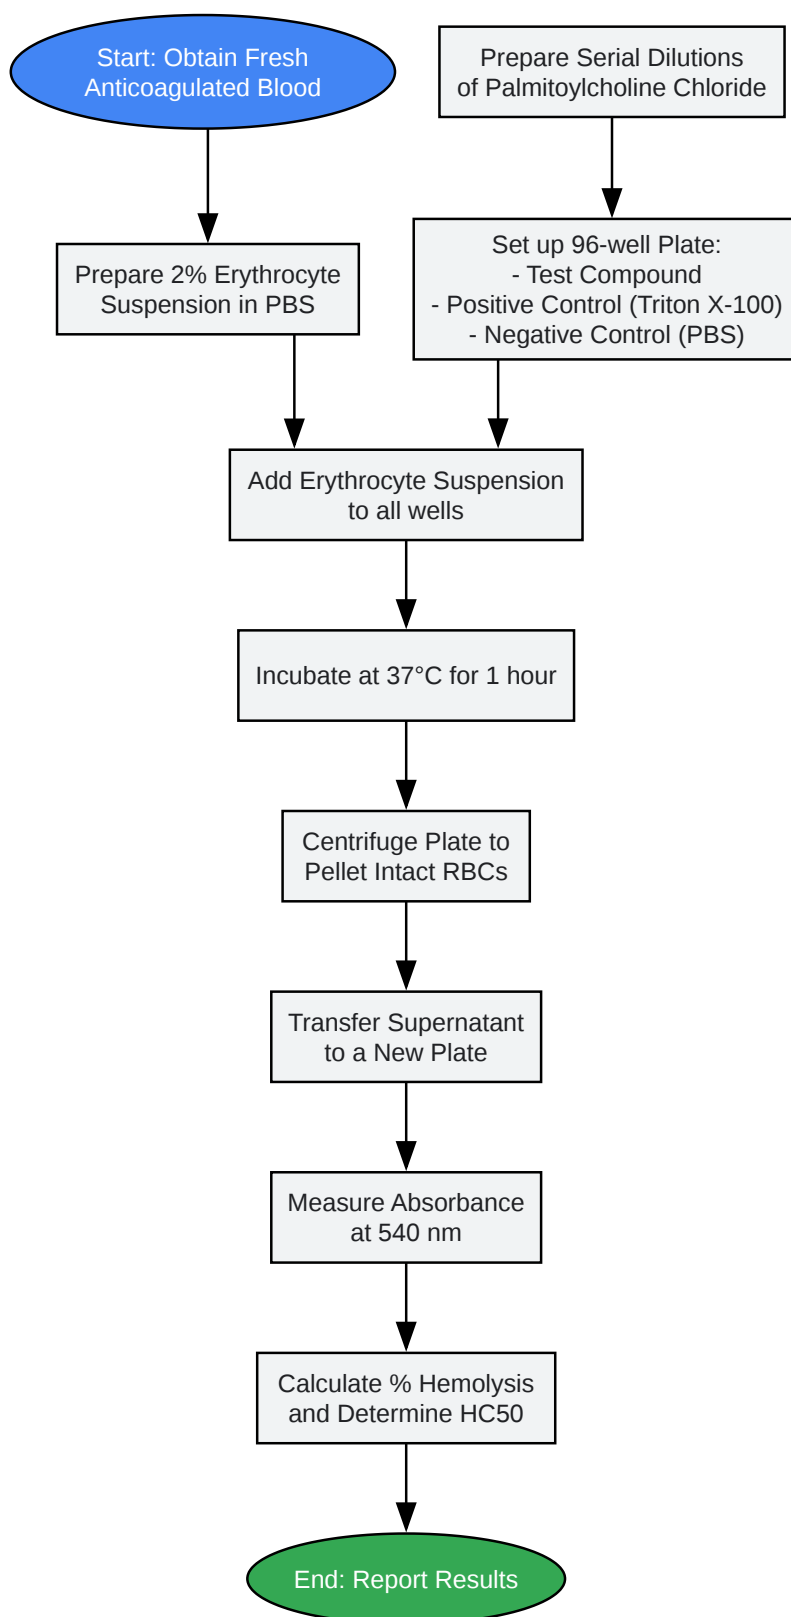 Start: Obtain Fresh
Anticoagulated Blood
Prepare Serial Dilutions
of Palmitoylcholine Chloride
Prepare 2% Erythrocyte
Suspension in PBS
Set up 96-well Plate:
- Test Compound
- Positive Control (Triton X-100)
- Negative Control (PBS)
Add Erythrocyte Suspension
to all wells
Incubate at 37°C for 1 hour
Centrifuge Plate to
Pellet Intact RBCs
Transfer Supernatant
to a New Plate
Measure Absorbance
at 540 nm
Calculate % Hemolysis
and Determine HC50
End: Report Results